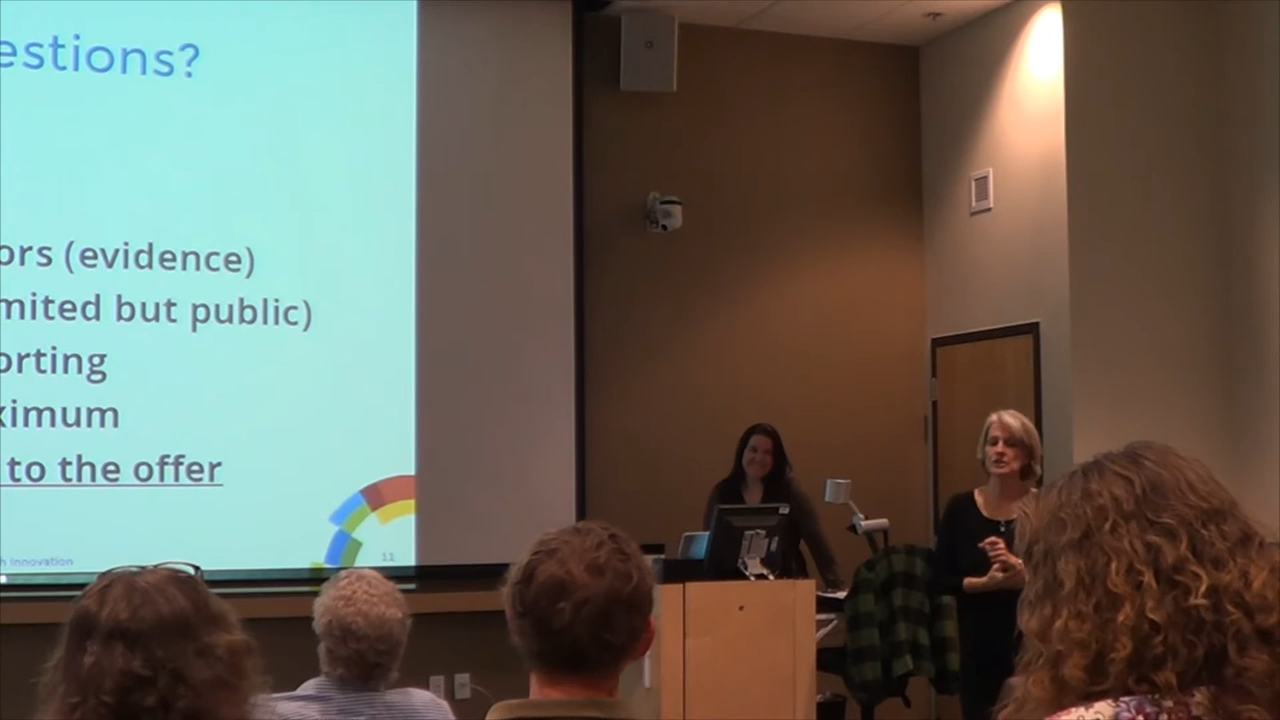 estions?
ors (evidence)
mited but public)
orting
ximum
to the offer
h Innovation
11